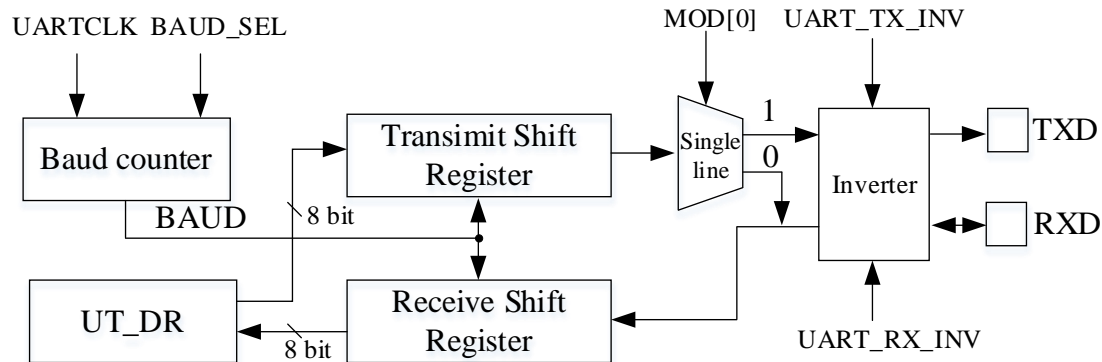 UARTCLK BAUD_SEL
MOD[0]
UART_TX_INV
Baud counter
Transimit Shift
Register
Single
line
1
0
Inverter
TXD
RXD
BAUD
8 bit
UT_DR
Receive Shift
Register
8 bit
UART_RX_INV